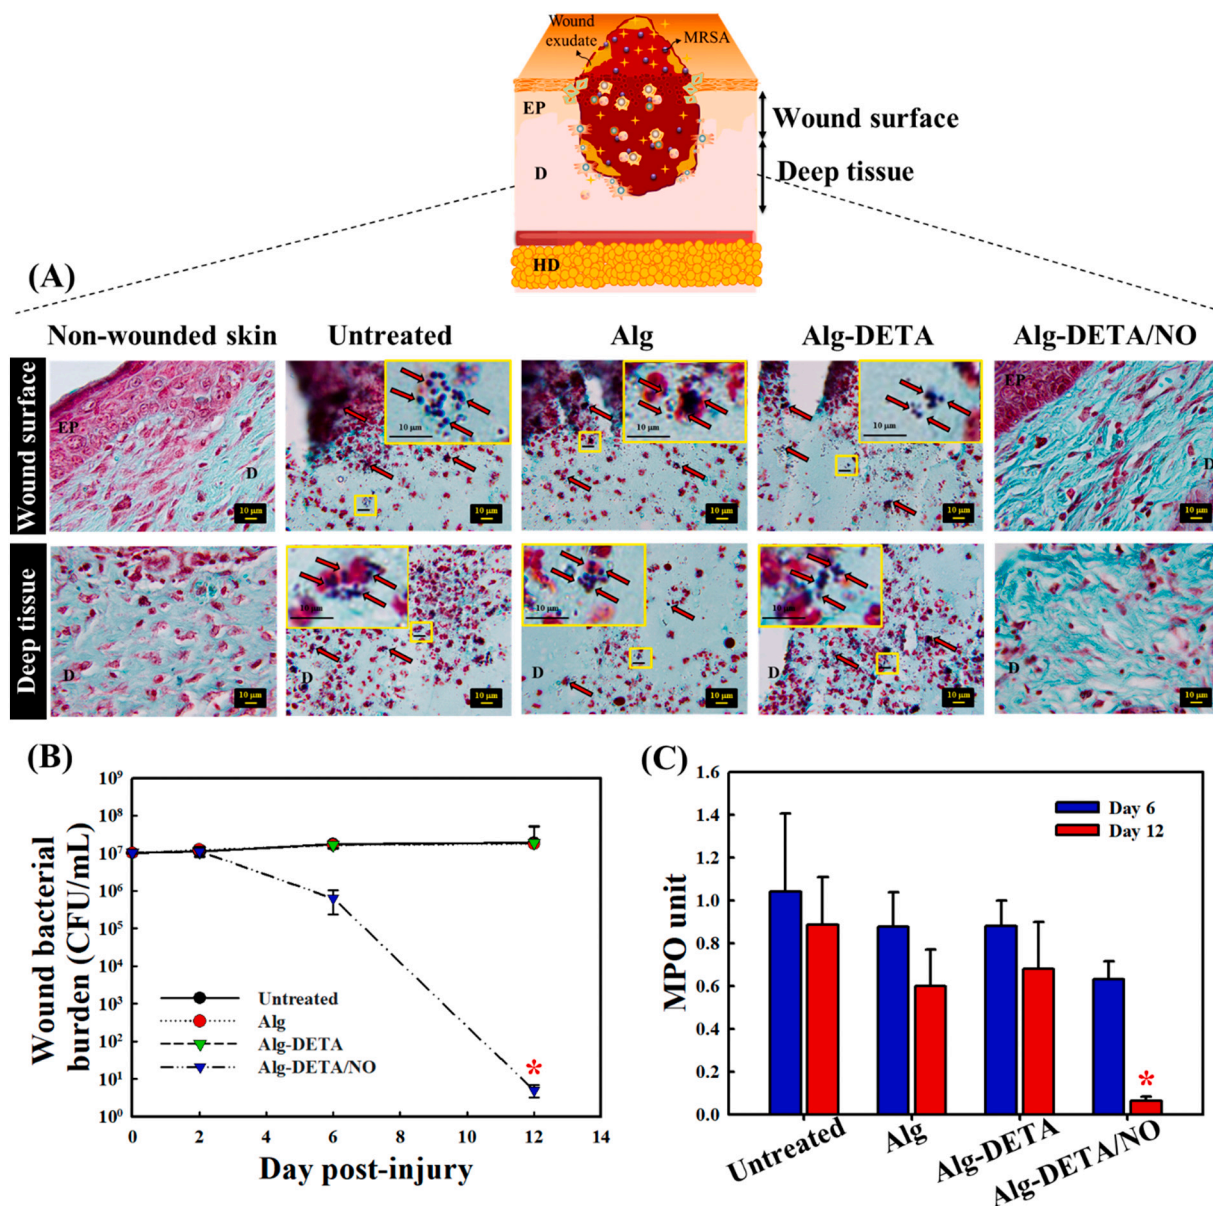 Wound
exudate
MRSA
EP
Wound surface
D
Deep tissue
HD
(A)
Non-wounded skin
Untreated
Alg
Alg-DETA
Alg-DETA/NO
Wound surface
EP
D
10 µm
10 µm
10 µm
10 µm
10 µm
10 µm
10 µm
EP
D
10 µm
Deep tissue
D
10 µm
10 µm
D
10 µm
10 µm
10 µm
10 µm
D
10 µm
D
10 µm
(B)
Wound bacterial
burden (CFU/mL)
10⁹
10⁸
10⁷
10⁶
10⁵
10⁴
10³
10²
10¹
10⁰
Untreated
Alg
Alg-DETA
Alg-DETA/NO
*
0 2 4 6 8 10 12 14
Day post-injury
(C)
MPO unit
1.6
1.4
1.2
1.0
0.8
0.6
0.4
0.2
0.0
Day 6
Day 12
*
Untreated
Alg
Alg-DETA
Alg-DETA/NO